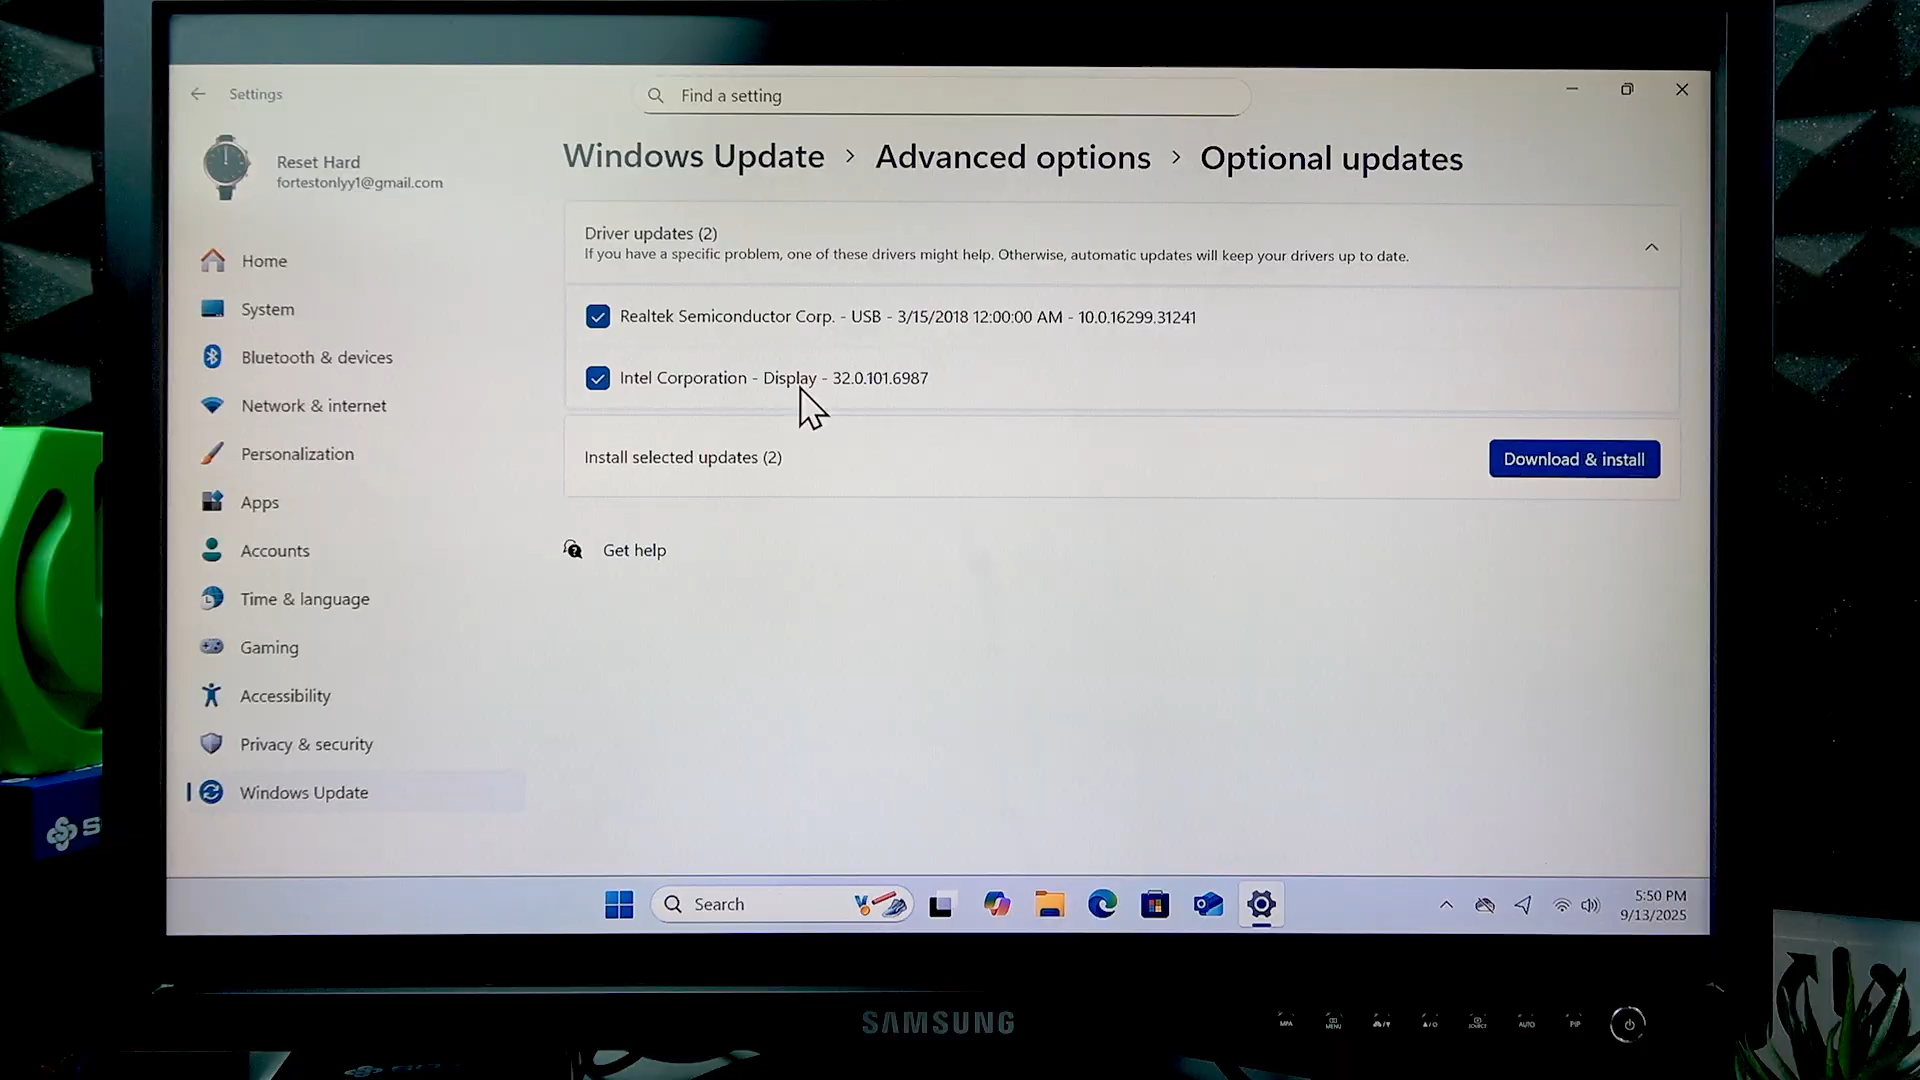 Settings
Find a setting
Reset Hard
fortestonlyy1@gmail.com
Home
System
Bluetooth & devices
Network & internet
Personalization
Apps
Accounts
Time & language
Gaming
Accessibility
Privacy & security
Windows Update
Windows Update > Advanced options > Optional updates
Driver updates (2)
If you have a specific problem, one of these drivers might help. Otherwise, automatic updates will keep your drivers up to date.
Realtek Semiconductor Corp. - USB - 3/15/2018 12:00:00 AM - 10.0.16299.31241
Intel Corporation - Display - 32.0.101.6987
Install selected updates (2)
Download & install
Get help
Search
5:50 PM
9/13/2025
SAMSUNG
MENU
SOURCE
AUTO
PIP